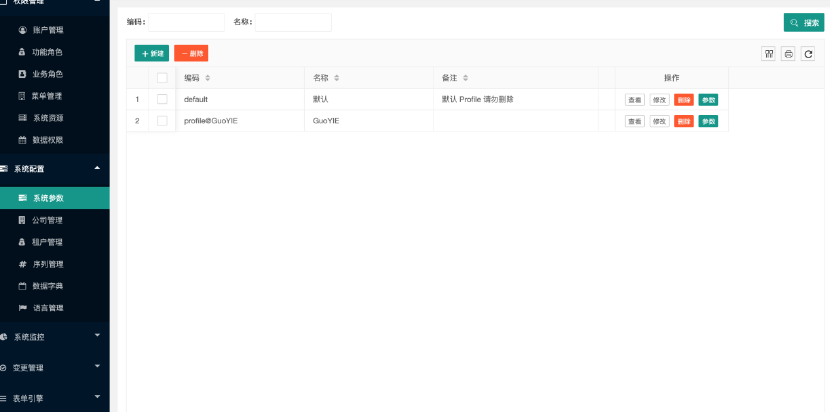 权限管理
账户管理
功能角色
业务角色
菜单管理
系统资源
数据权限
系统配置
系统参数
公司管理
租户管理
序列管理
数据字典
语言管理
系统监控
变更管理
表单引擎
编码: 名称: 搜索
+ 新建 − 删除
编码 名称 备注 操作
1 default 默认 默认 Profile 请勿删除 查看 修改 删除 参数
2 profile@GuoYIE GuoYIE 查看 修改 删除 参数